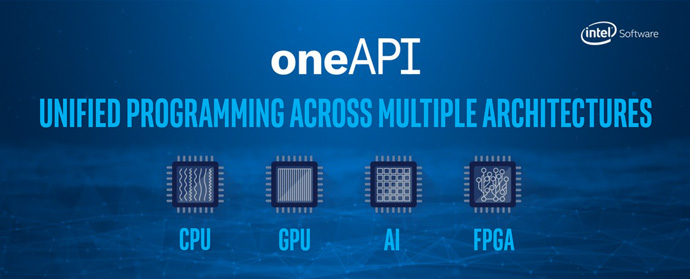 intel Software
oneAPI
UNIFIED PROGRAMMING ACROSS MULTIPLE ARCHITECTURES
CPU GPU AI FPGA